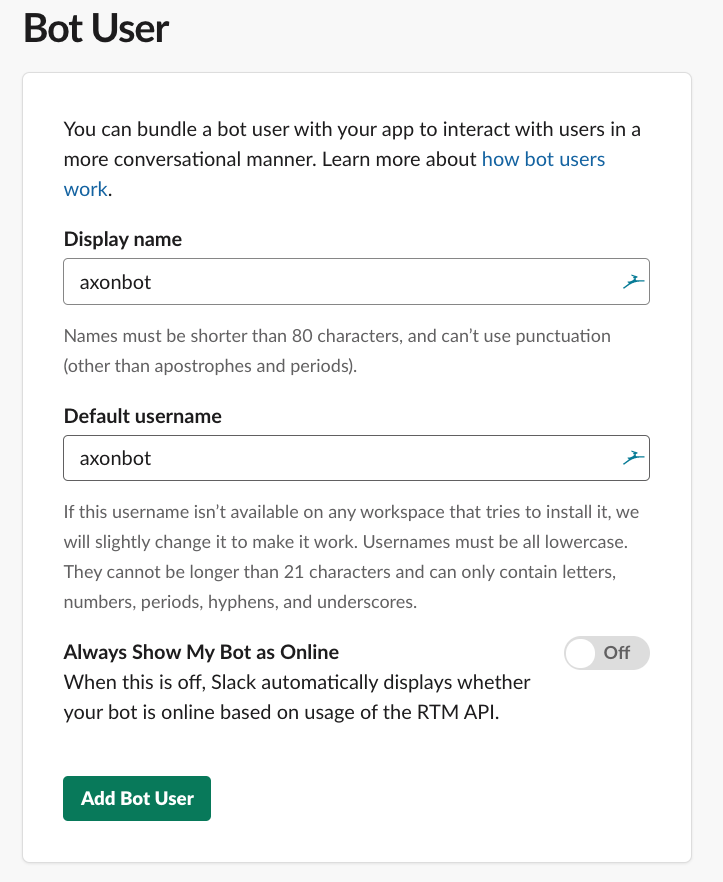 Bot User
You can bundle a bot user with your app to interact with users in a
more conversational manner. Learn more about how bot users
work.
Display name
axonbot
Names must be shorter than 80 characters, and can’t use punctuation
(other than apostrophes and periods).
Default username
axonbot
If this username isn’t available on any workspace that tries to install it, we
will slightly change it to make it work. Usernames must be all lowercase.
They cannot be longer than 21 characters and can only contain letters,
numbers, periods, hyphens, and underscores.
Always Show My Bot as Online
Off
When this is off, Slack automatically displays whether
your bot is online based on usage of the RTM API.
Add Bot User